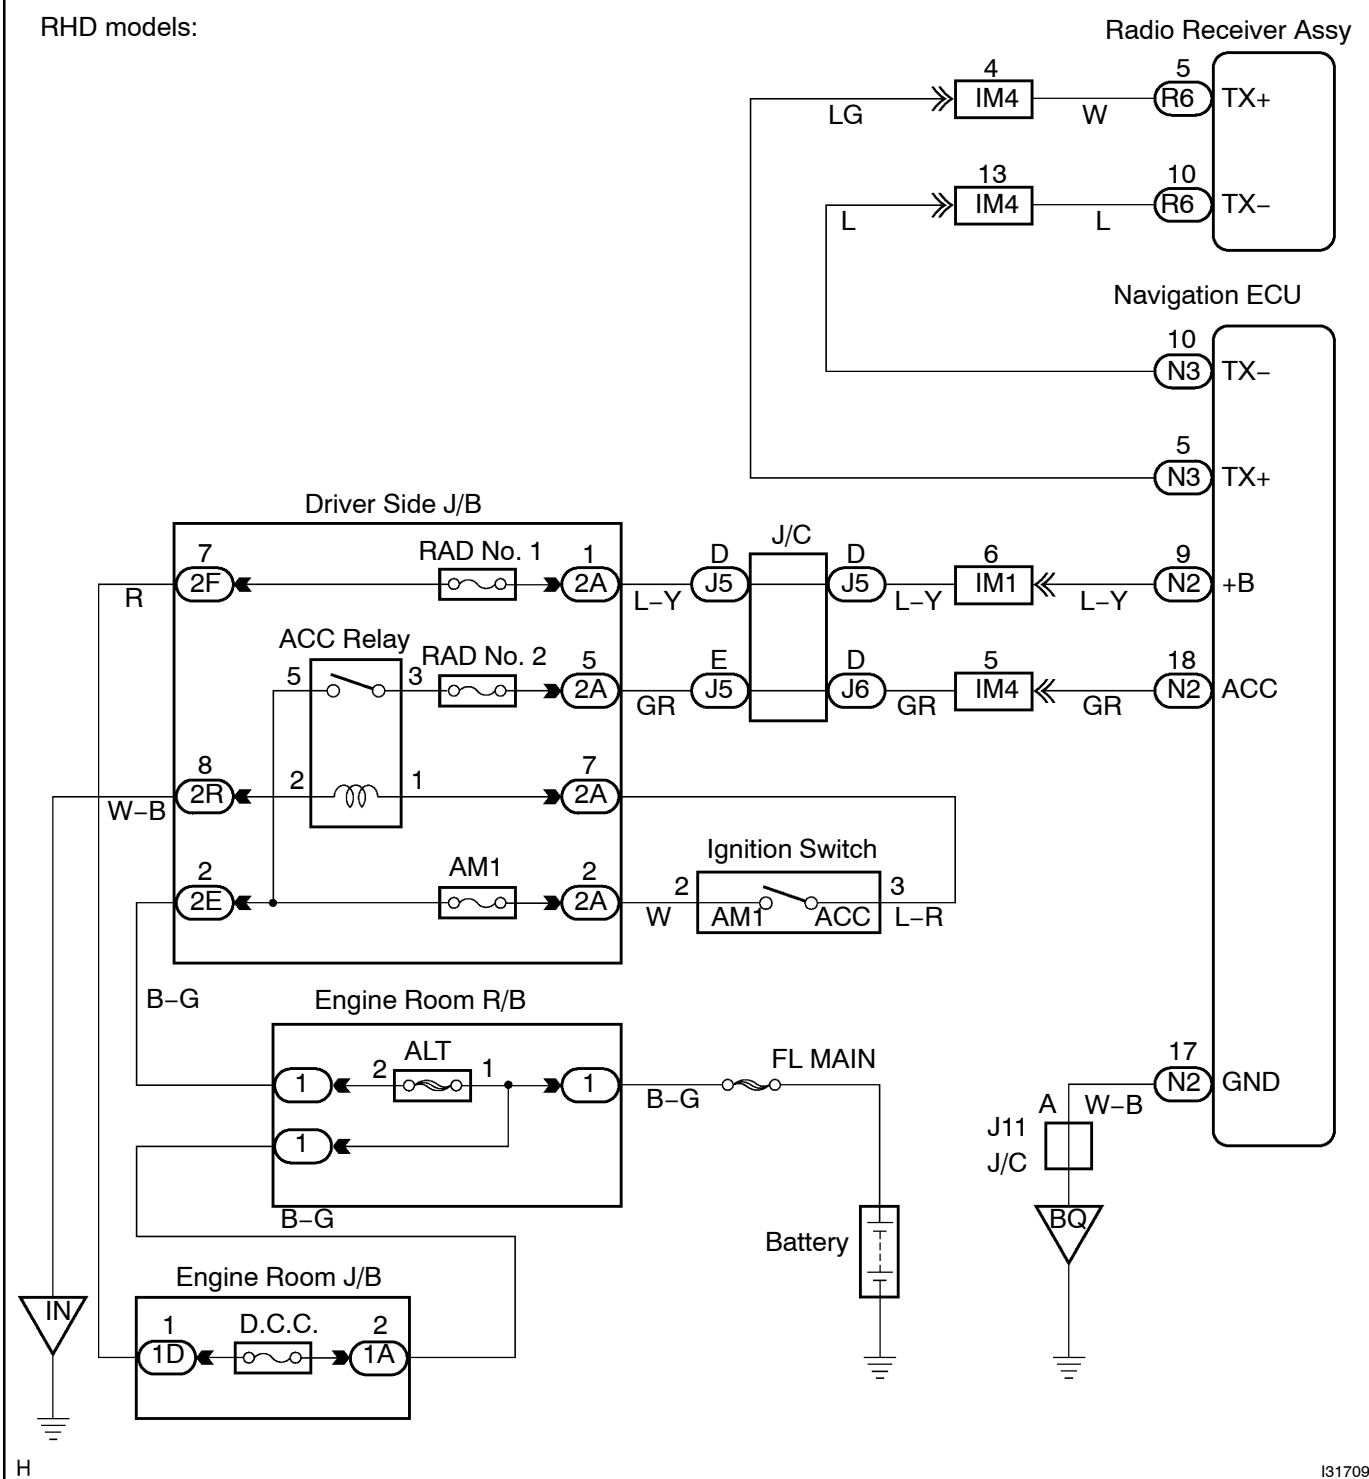 RHD models:
Radio Receiver Assy
4
5
IM4
R6
TX+
LG
W
13
10
IM4
R6
TX−
L
L
Navigation ECU
10
N3
TX−
5
N3
TX+
Driver Side J/B
J/C
7
RAD No. 1
1
D
D
6
9
2F
2A
J5
J5
IM1
N2
+B
R
L−Y
L−Y
L−Y
ACC Relay
RAD No. 2
5
3
5
E
D
5
18
2A
J5
J6
IM4
N2
ACC
GR
GR
GR
8
2
1
7
2R
2A
W−B
Ignition Switch
2
AM1
2
2
3
2E
2A
W
AM1
ACC
L−R
B−G
Engine Room R/B
ALT
FL MAIN
17
1
2
1
1
N2
GND
B−G
A
W−B
J11
J/C
1
B−G
BQ
Battery
Engine Room J/B
IN
1
D.C.C.
2
1D
1A
H
I31709